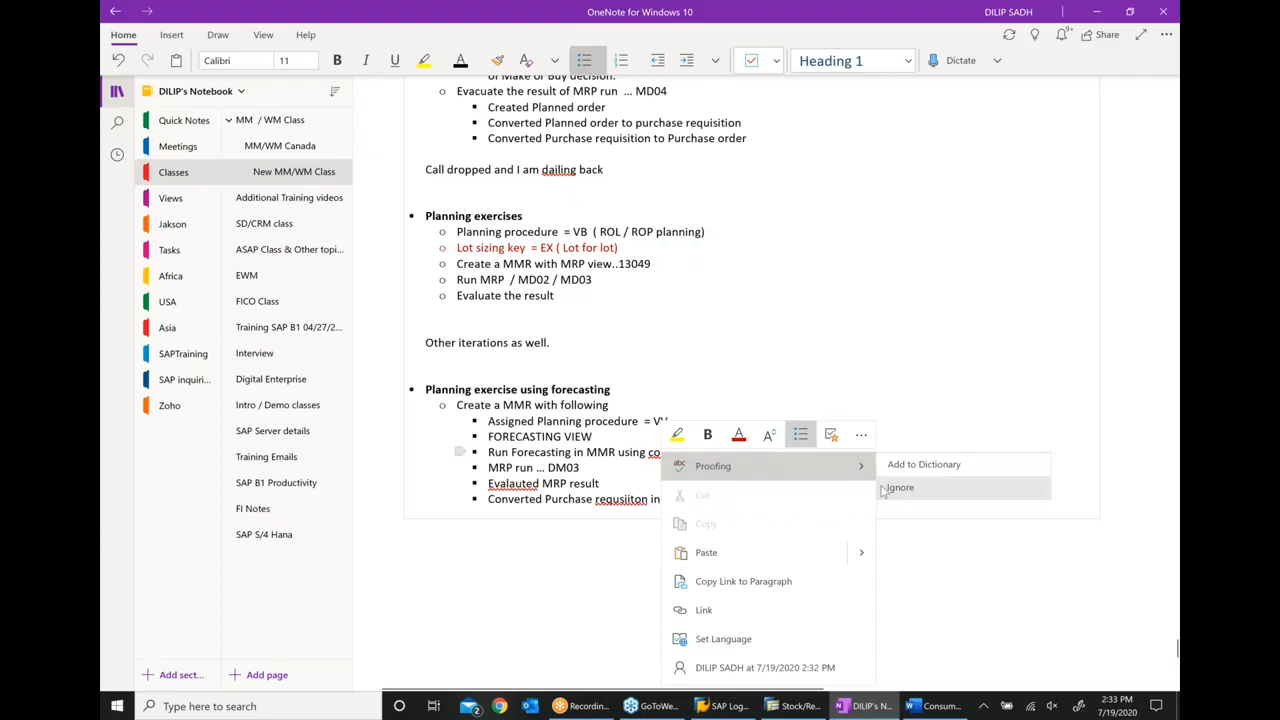 OneNote for Windows 10
DILIP SADH
Home Insert Draw View Help
Share
Calibri 11 B I U A Heading 1 Dictate
DILIP's Notebook
Quick Notes
Meetings
Classes
Views
Jakson
Tasks
Africa
USA
Asia
SAPTraining
SAP inquiri...
Zoho
MM / WM Class
MM/WM Canada
New MM/WM Class
Additional Training videos
SD/CRM class
ASAP Class & Other topi...
EWM
FICO Class
Training SAP B1 04/27/2...
Interview
Digital Enterprise
Intro / Demo classes
SAP Server details
Training Emails
SAP B1 Productivity
FI Notes
SAP S/4 Hana
Add sect...
Add page
of Make or Buy decision.
o Evacuate the result of MRP run ... MD04
▪ Created Planned order
▪ Converted Planned order to purchase requisition
▪ Converted Purchase requisition to Purchase order
Call dropped and I am dailing back
• Planning exercises
o Planning procedure = VB ( ROL / ROP planning)
o Lot sizing key = EX ( Lot for lot)
o Create a MMR with MRP view..13049
o Run MRP / MD02 / MD03
o Evaluate the result
Other iterations as well.
• Planning exercise using forecasting
o Create a MMR with following
▪ Assigned Planning procedure = VV
▪ FORECASTING VIEW
▪ Run Forecasting in MMR using co
▪ MRP run ... DM03
▪ Evalauted MRP result
▪ Converted Purchase requsiiton in
B A A
abc Proofing
Cut
Copy
Paste
Copy Link to Paragraph
Link
Set Language
DILIP SADH at 7/19/2020 2:32 PM
Add to Dictionary
Ignore
Type here to search
2
Recordin...
GoToWe...
SAP Log...
Stock/Re...
DILIP's N...
Consum...
2:33 PM
7/19/2020